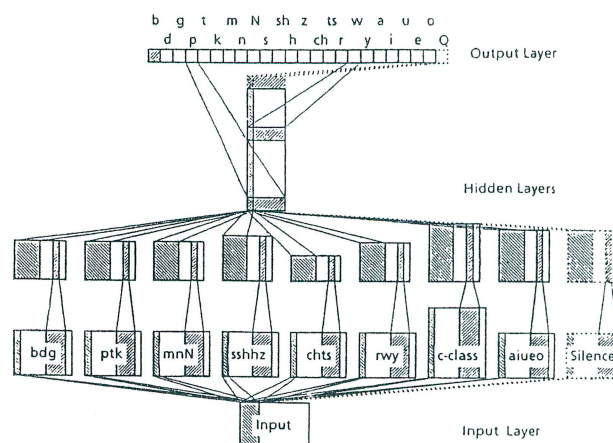 b g t m N sh z ts w a u o
d p k n s h ch r y i e Q
Output Layer
Hidden Layers
bdg ptk mnN sshhz chts rwy c-class aiueo Silence
Input
Input Layer